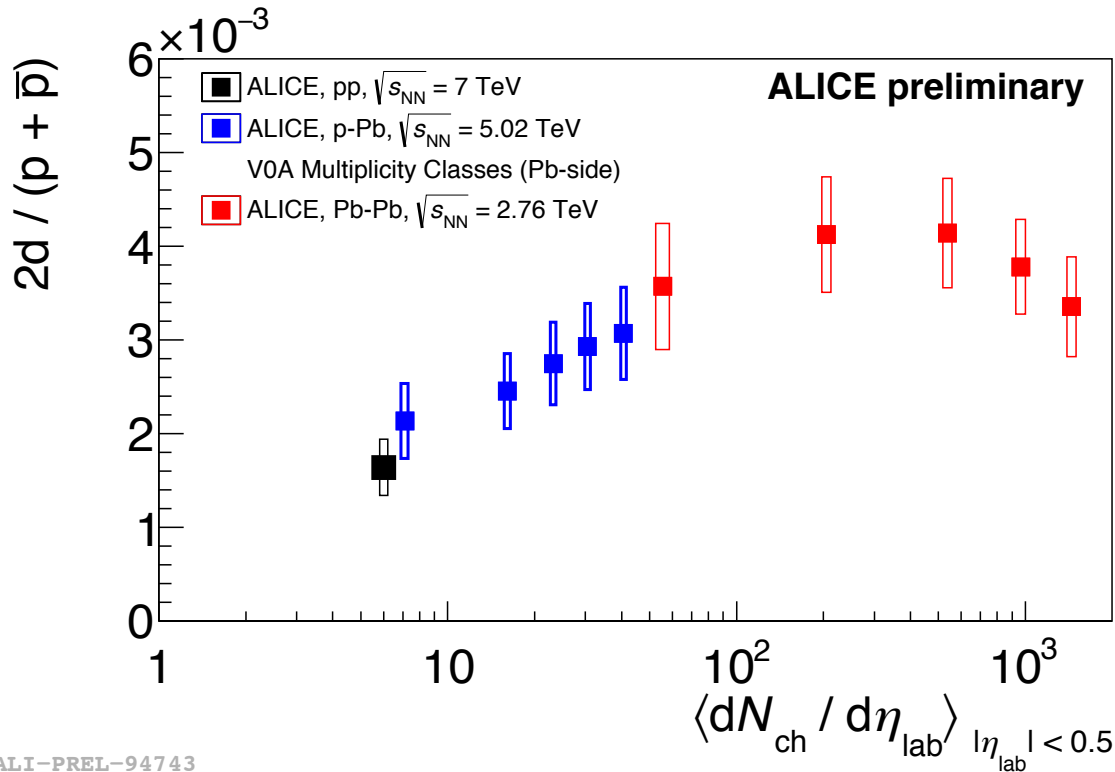 ×10⁻³
ALICE preliminary
ALICE, pp, √s_NN = 7 TeV
ALICE, p-Pb, √s_NN = 5.02 TeV
V0A Multiplicity Classes (Pb-side)
ALICE, Pb-Pb, √s_NN = 2.76 TeV
2d / (p + p̅)
6
5
4
3
2
1
0
1 10 10² 10³
⟨dN_ch / dη_lab⟩ |η_lab| < 0.5
ALI-PREL-94743